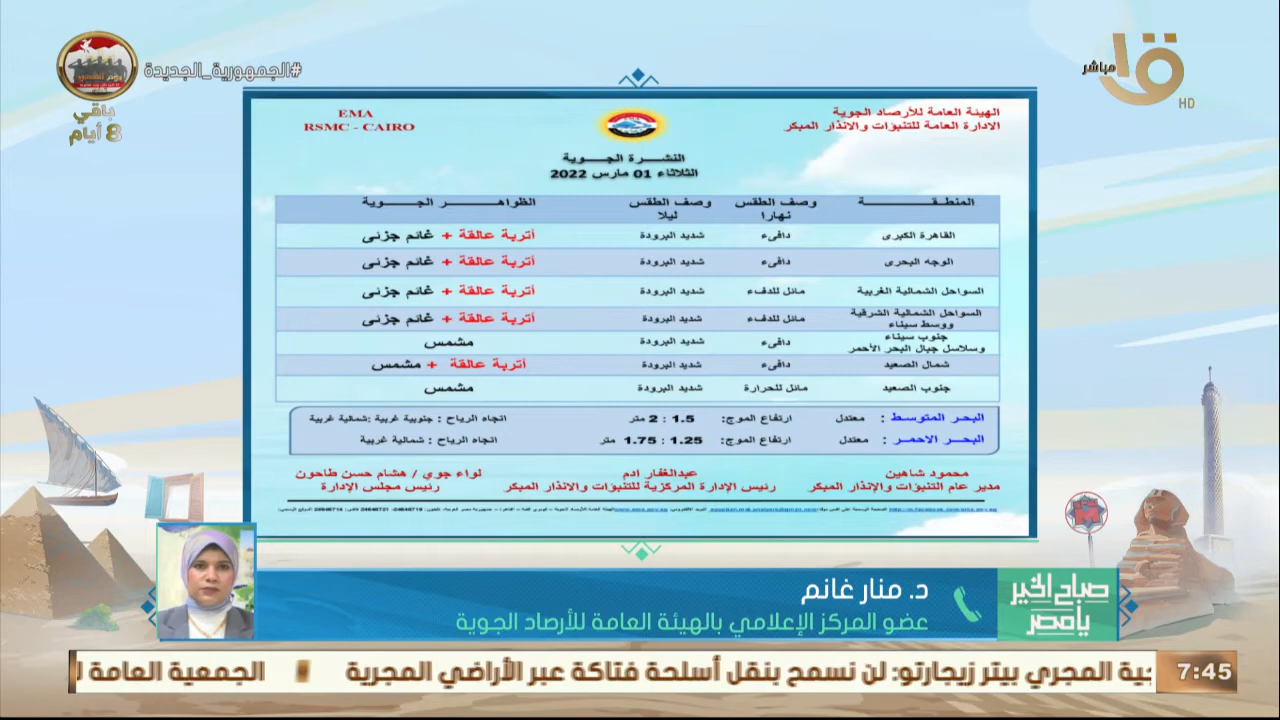 #الجمهورية_الجديدة
باقي
8 أيام
مباشر
HD
EMA
RSMC - CAIRO
الهيئة العامة للأرصاد الجوية
الادارة العامة للتنبؤات والانذار المبكر
النشرة الجوية
الثلاثاء 01 مارس 2022
المنطقة وصف الطقس نهارا وصف الطقس ليلا الظواهر الجوية
القاهرة الكبرى دافىء شديد البرودة أتربة عالقة + غائم جزئى
الوجه البحرى دافىء شديد البرودة أتربة عالقة + غائم جزئى
السواحل الشمالية الغربية مائل للدفء شديد البرودة أتربة عالقة + غائم جزئى
السواحل الشمالية الشرقية ووسط سيناء مائل للدفء شديد البرودة أتربة عالقة + غائم جزئى
جنوب سيناء وسلاسل جبال البحر الأحمر دافىء شديد البرودة مشمس
شمال الصعيد دافىء شديد البرودة أتربة عالقة + مشمس
جنوب الصعيد مائل للحرارة شديد البرودة مشمس
البحر المتوسط : معتدل ارتفاع الموج: 1.5 : 2 متر اتجاه الرياح : جنوبية غربية :شمالية غربية
البحر الاحمر : معتدل ارتفاع الموج: 1.25 : 1.75 متر اتجاه الرياح : شمالية غربية
محمود شاهين
مدير عام التنبؤات والإنذار المبكر
عبدالغفار ادم
رئيس الإدارة المركزية للتنبؤات والانذار المبكر
لواء جوي / هشام حسن طاحون
رئيس مجلس الإدارة
د. منار غانم
عضو المركز الإعلامي بالهيئة العامة للأرصاد الجوية
صباح الخير
يا مصر
M
7:45
جية المجري بيتر زيجارتو: لن نسمح بنقل أسلحة فتاكة عبر الأراضي المجرية
الجمعية العامة ل